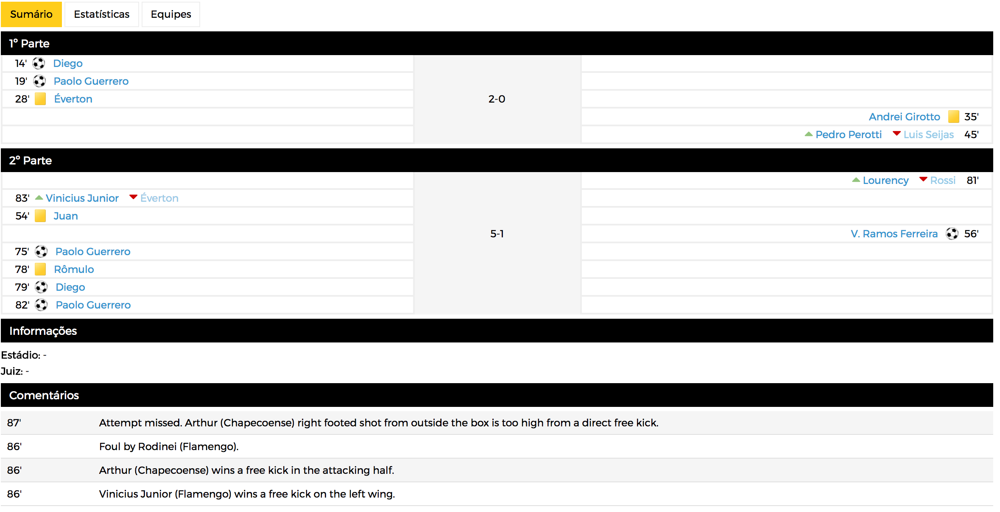 Sumário Estatísticas Equipes
1º Parte
14' Diego
19' Paolo Guerrero
28' Éverton
2-0
Andrei Girotto 35'
Pedro Perotti Luis Seijas 45'
2º Parte
Lourency Rossi 81'
83' Vinicius Junior Éverton
54' Juan
5-1
V. Ramos Ferreira 56'
75' Paolo Guerrero
78' Rômulo
79' Diego
82' Paolo Guerrero
Informações
Estádio: -
Juiz: -
Comentários
87' Attempt missed. Arthur (Chapecoense) right footed shot from outside the box is too high from a direct free kick.
86' Foul by Rodinei (Flamengo).
86' Arthur (Chapecoense) wins a free kick in the attacking half.
86' Vinicius Junior (Flamengo) wins a free kick on the left wing.